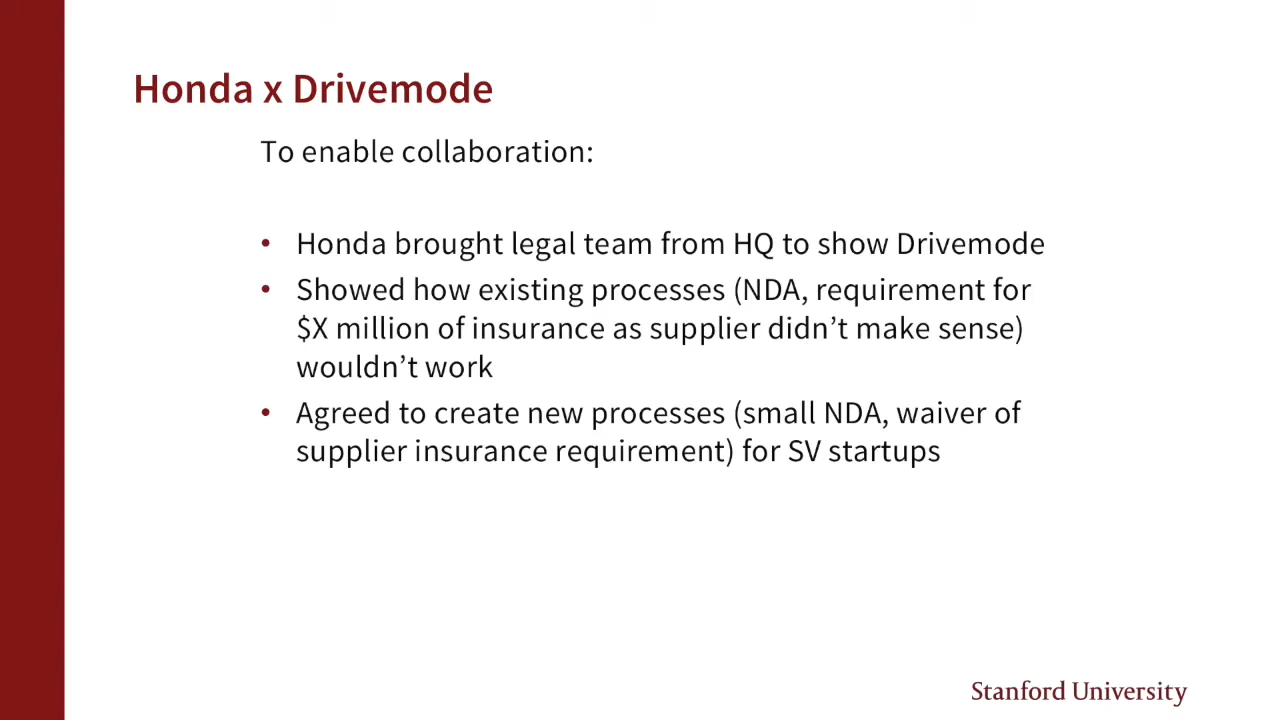 Honda x Drivemode
To enable collaboration:
• Honda brought legal team from HQ to show Drivemode
• Showed how existing processes (NDA, requirement for
$X million of insurance as supplier didn’t make sense)
wouldn’t work
• Agreed to create new processes (small NDA, waiver of
supplier insurance requirement) for SV startups
Stanford University